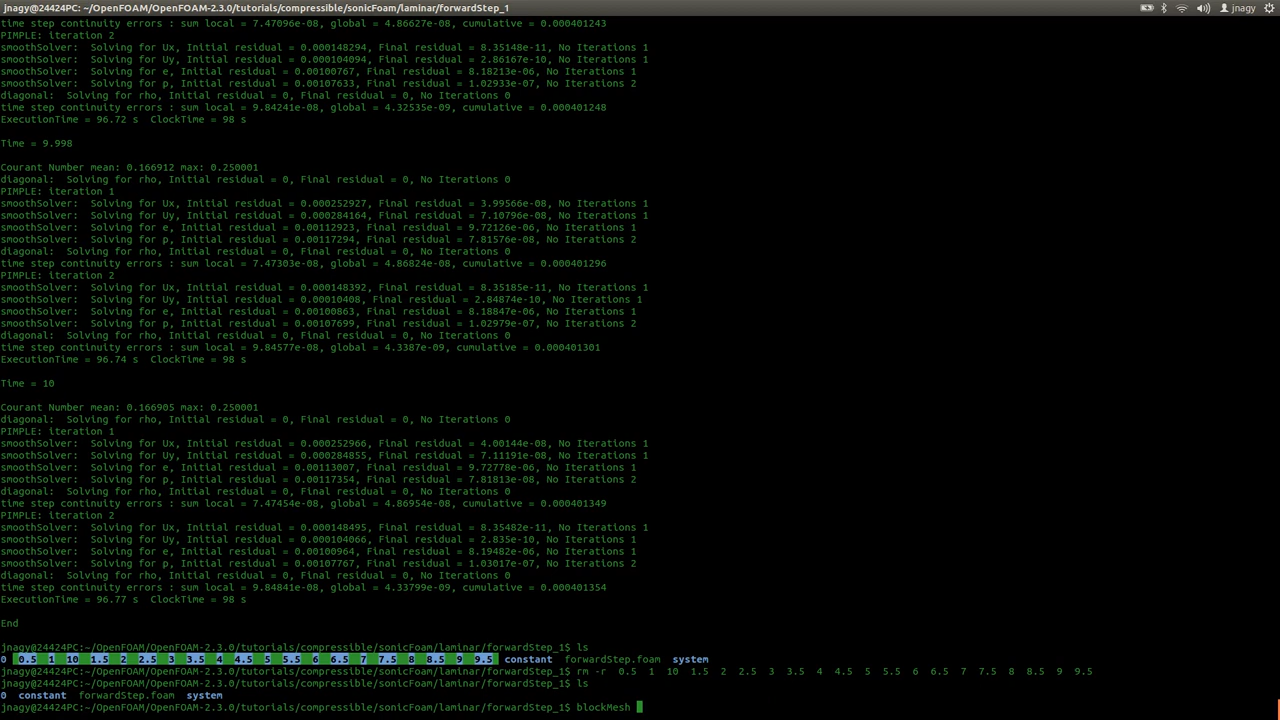 jnagy@24424PC: ~/OpenFOAM/OpenFOAM-2.3.0/tutorials/compressible/sonicFoam/laminar/forwardStep_1
jnagy
time step continuity errors : sum local = 7.47096e-08, global = 4.86627e-08, cumulative = 0.000401243
PIMPLE: iteration 2
smoothSolver:  Solving for Ux, Initial residual = 0.000148294, Final residual = 8.35148e-11, No Iterations 1
smoothSolver:  Solving for Uy, Initial residual = 0.000104094, Final residual = 2.86167e-10, No Iterations 1
smoothSolver:  Solving for e, Initial residual = 0.00100767, Final residual = 8.18213e-06, No Iterations 1
smoothSolver:  Solving for p, Initial residual = 0.00107633, Final residual = 1.02933e-07, No Iterations 2
diagonal:  Solving for rho, Initial residual = 0, Final residual = 0, No Iterations 0
time step continuity errors : sum local = 9.84241e-08, global = 4.32535e-09, cumulative = 0.000401248
ExecutionTime = 96.72 s  ClockTime = 98 s
Time = 9.998
Courant Number mean: 0.166912 max: 0.250001
diagonal:  Solving for rho, Initial residual = 0, Final residual = 0, No Iterations 0
PIMPLE: iteration 1
smoothSolver:  Solving for Ux, Initial residual = 0.000252927, Final residual = 3.99566e-08, No Iterations 1
smoothSolver:  Solving for Uy, Initial residual = 0.000284164, Final residual = 7.10796e-08, No Iterations 1
smoothSolver:  Solving for e, Initial residual = 0.00112923, Final residual = 9.72126e-06, No Iterations 1
smoothSolver:  Solving for p, Initial residual = 0.00117294, Final residual = 7.81576e-08, No Iterations 2
diagonal:  Solving for rho, Initial residual = 0, Final residual = 0, No Iterations 0
time step continuity errors : sum local = 7.47303e-08, global = 4.86824e-08, cumulative = 0.000401296
PIMPLE: iteration 2
smoothSolver:  Solving for Ux, Initial residual = 0.000148392, Final residual = 8.35185e-11, No Iterations 1
smoothSolver:  Solving for Uy, Initial residual = 0.00010408, Final residual = 2.84874e-10, No Iterations 1
smoothSolver:  Solving for e, Initial residual = 0.00100863, Final residual = 8.18847e-06, No Iterations 1
smoothSolver:  Solving for p, Initial residual = 0.00107699, Final residual = 1.02979e-07, No Iterations 2
diagonal:  Solving for rho, Initial residual = 0, Final residual = 0, No Iterations 0
time step continuity errors : sum local = 9.84577e-08, global = 4.3387e-09, cumulative = 0.000401301
ExecutionTime = 96.74 s  ClockTime = 98 s
Time = 10
Courant Number mean: 0.166905 max: 0.250001
diagonal:  Solving for rho, Initial residual = 0, Final residual = 0, No Iterations 0
PIMPLE: iteration 1
smoothSolver:  Solving for Ux, Initial residual = 0.000252966, Final residual = 4.00144e-08, No Iterations 1
smoothSolver:  Solving for Uy, Initial residual = 0.000284855, Final residual = 7.11191e-08, No Iterations 1
smoothSolver:  Solving for e, Initial residual = 0.00113007, Final residual = 9.72778e-06, No Iterations 1
smoothSolver:  Solving for p, Initial residual = 0.00117354, Final residual = 7.81813e-08, No Iterations 2
diagonal:  Solving for rho, Initial residual = 0, Final residual = 0, No Iterations 0
time step continuity errors : sum local = 7.47454e-08, global = 4.86954e-08, cumulative = 0.000401349
PIMPLE: iteration 2
smoothSolver:  Solving for Ux, Initial residual = 0.000148495, Final residual = 8.35482e-11, No Iterations 1
smoothSolver:  Solving for Uy, Initial residual = 0.000104066, Final residual = 2.835e-10, No Iterations 1
smoothSolver:  Solving for e, Initial residual = 0.00100964, Final residual = 8.19482e-06, No Iterations 1
smoothSolver:  Solving for p, Initial residual = 0.00107767, Final residual = 1.03017e-07, No Iterations 2
diagonal:  Solving for rho, Initial residual = 0, Final residual = 0, No Iterations 0
time step continuity errors : sum local = 9.84841e-08, global = 4.33799e-09, cumulative = 0.000401354
ExecutionTime = 96.77 s  ClockTime = 98 s
End
jnagy@24424PC:~/OpenFOAM/OpenFOAM-2.3.0/tutorials/compressible/sonicFoam/laminar/forwardStep_1$ ls
0  0.5  1  10  1.5  2  2.5  3  3.5  4  4.5  5  5.5  6  6.5  7  7.5  8  8.5  9  9.5  constant  forwardStep.foam  system
jnagy@24424PC:~/OpenFOAM/OpenFOAM-2.3.0/tutorials/compressible/sonicFoam/laminar/forwardStep_1$ rm -r  0.5  1  10  1.5  2  2.5  3  3.5  4  4.5  5  5.5  6  6.5  7  7.5  8  8.5  9  9.5
jnagy@24424PC:~/OpenFOAM/OpenFOAM-2.3.0/tutorials/compressible/sonicFoam/laminar/forwardStep_1$ ls
0  constant  forwardStep.foam  system
jnagy@24424PC:~/OpenFOAM/OpenFOAM-2.3.0/tutorials/compressible/sonicFoam/laminar/forwardStep_1$ blockMesh